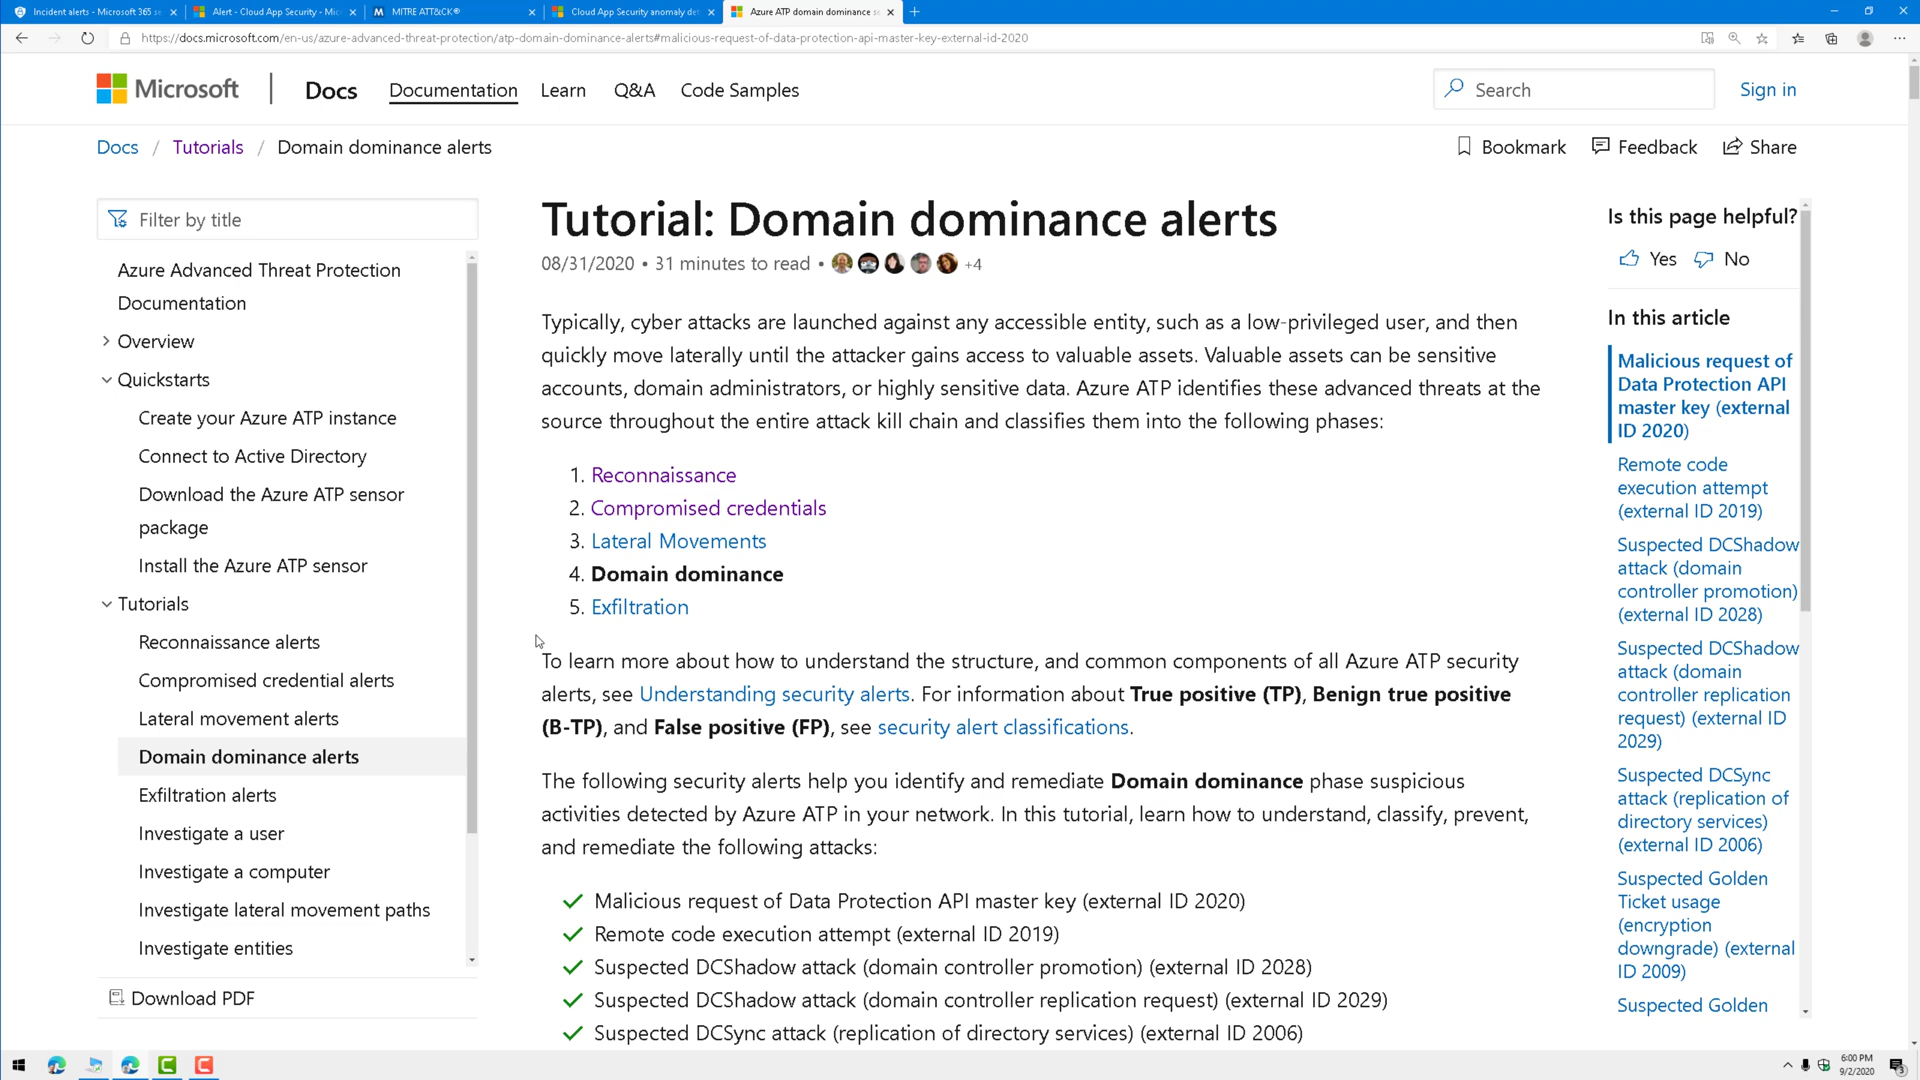 Incident alerts - Microsoft 365 se
Alert - Cloud App Security - Mic
MITRE ATT&CK®
Cloud App Security anomaly det
Azure ATP domain dominance se
https://docs.microsoft.com/en-us/azure-advanced-threat-protection/atp-domain-dominance-alerts#malicious-request-of-data-protection-api-master-key-external-id-2020
Microsoft
Docs
Documentation
Learn
Q&A
Code Samples
Search
Sign in
Docs / Tutorials / Domain dominance alerts
Bookmark
Feedback
Share
Filter by title
Azure Advanced Threat Protection
Documentation
Overview
Quickstarts
Create your Azure ATP instance
Connect to Active Directory
Download the Azure ATP sensor
package
Install the Azure ATP sensor
Tutorials
Reconnaissance alerts
Compromised credential alerts
Lateral movement alerts
Domain dominance alerts
Exfiltration alerts
Investigate a user
Investigate a computer
Investigate lateral movement paths
Investigate entities
Download PDF
Tutorial: Domain dominance alerts
08/31/2020 • 31 minutes to read • +4
Typically, cyber attacks are launched against any accessible entity, such as a low-privileged user, and then
quickly move laterally until the attacker gains access to valuable assets. Valuable assets can be sensitive
accounts, domain administrators, or highly sensitive data. Azure ATP identifies these advanced threats at the
source throughout the entire attack kill chain and classifies them into the following phases:
1. Reconnaissance
2. Compromised credentials
3. Lateral Movements
4. Domain dominance
5. Exfiltration
To learn more about how to understand the structure, and common components of all Azure ATP security
alerts, see Understanding security alerts. For information about True positive (TP), Benign true positive
(B-TP), and False positive (FP), see security alert classifications.
The following security alerts help you identify and remediate Domain dominance phase suspicious
activities detected by Azure ATP in your network. In this tutorial, learn how to understand, classify, prevent,
and remediate the following attacks:
Malicious request of Data Protection API master key (external ID 2020)
Remote code execution attempt (external ID 2019)
Suspected DCShadow attack (domain controller promotion) (external ID 2028)
Suspected DCShadow attack (domain controller replication request) (external ID 2029)
Suspected DCSync attack (replication of directory services) (external ID 2006)
Is this page helpful?
Yes
No
In this article
Malicious request of
Data Protection API
master key (external
ID 2020)
Remote code
execution attempt
(external ID 2019)
Suspected DCShadow
attack (domain
controller promotion)
(external ID 2028)
Suspected DCShadow
attack (domain
controller replication
request) (external ID
2029)
Suspected DCSync
attack (replication of
directory services)
(external ID 2006)
Suspected Golden
Ticket usage
(encryption
downgrade) (external
ID 2009)
Suspected Golden
6:00 PM
9/2/2020
3